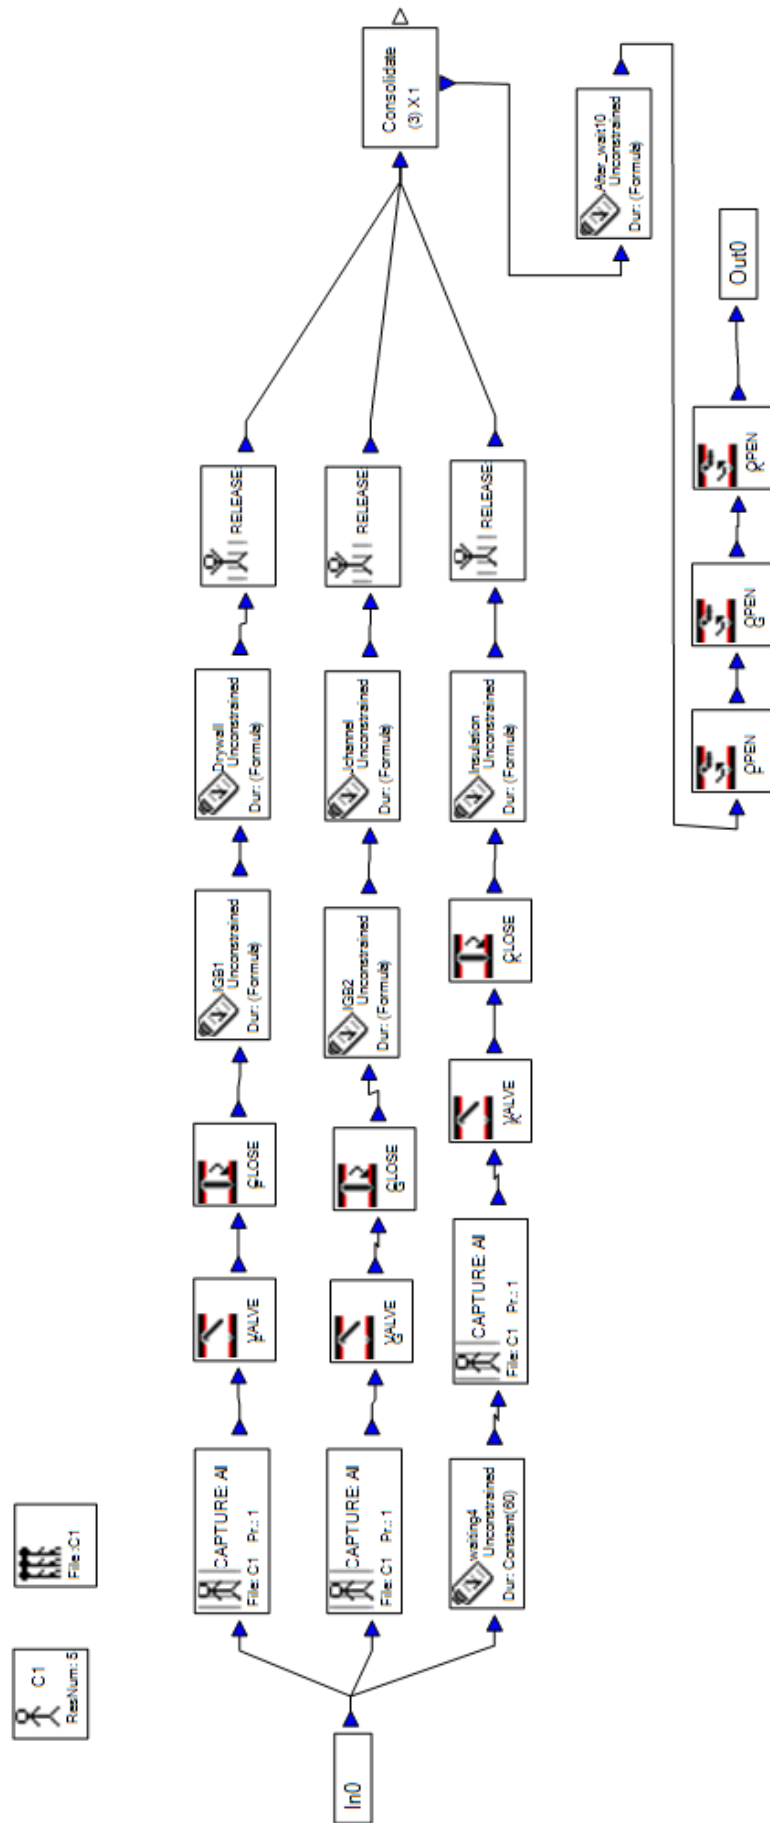 C1
ResNum: 5
File:C1
In0
CAPTURE: All
File: C1 Pr.: 1
VALVE
F
CLOSE
F
IGB1
Unconstrained
Dur: (Formula)
Drywall
Unconstrained
Dur: (Formula)
RELEASE:
CAPTURE: All
File: C1 Pr.: 1
VALVE
G
CLOSE
G
IGB2
Unconstrained
Dur: (Formula)
Jchannel
Unconstrained
Dur: (Formula)
RELEASE:
waiting4
Unconstrained
Dur: Constant(60)
CAPTURE: All
File: C1 Pr.: 1
VALVE
K
CLOSE
K
Insulation
Unconstrained
Dur: (Formula)
RELEASE:
Consolidate
(3) X 1
After_wait10
Unconstrained
Dur: (Formula)
OPEN
F
OPEN
G
OPEN
K
Out0